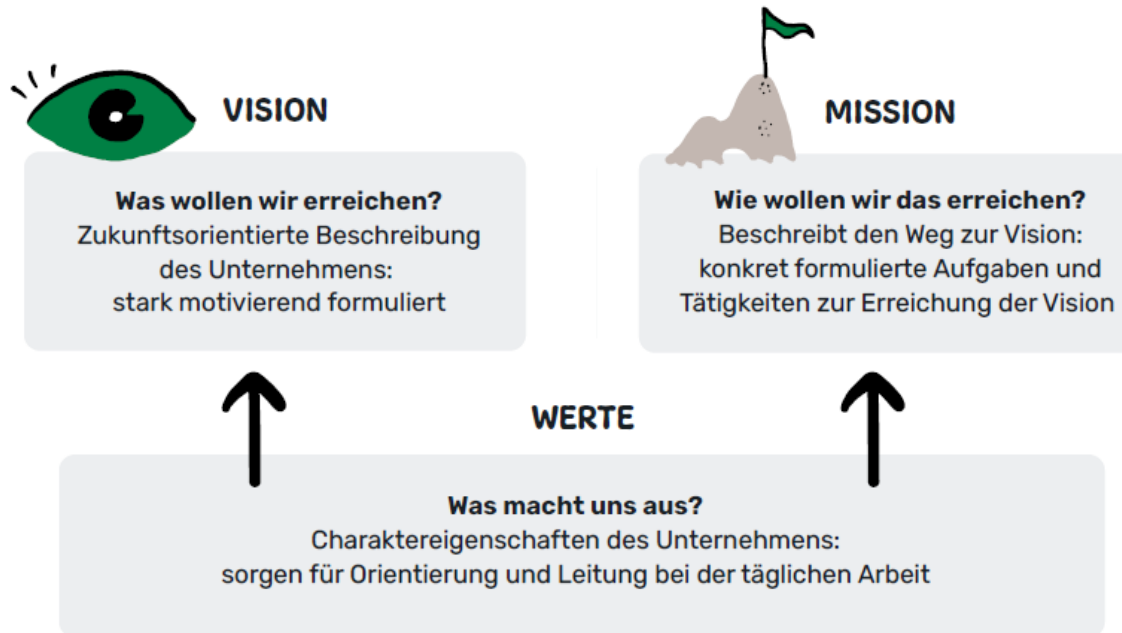 VISION
Was wollen wir erreichen?
Zukunftsorientierte Beschreibung
des Unternehmens:
stark motivierend formuliert
MISSION
Wie wollen wir das erreichen?
Beschreibt den Weg zur Vision:
konkret formulierte Aufgaben und
Tätigkeiten zur Erreichung der Vision
WERTE
Was macht uns aus?
Charaktereigenschaften des Unternehmens:
sorgen für Orientierung und Leitung bei der täglichen Arbeit